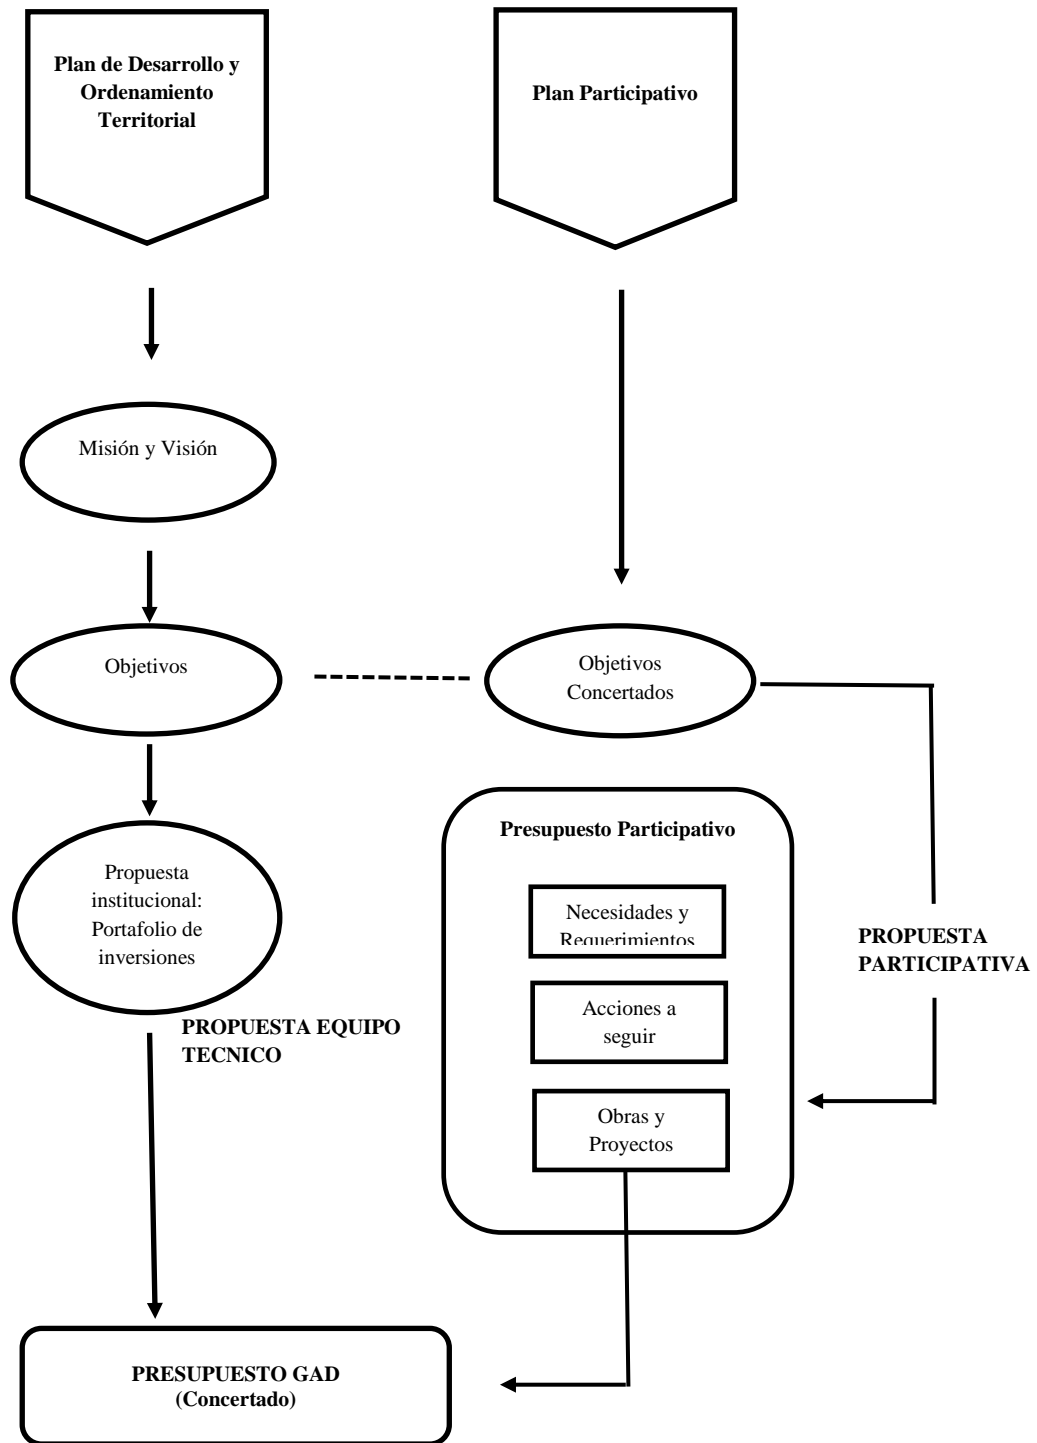 Plan de Desarrollo y
Ordenamiento
Territorial
Plan Participativo
Misión y Visión
Objetivos
Objetivos
Concertados
Propuesta
institucional:
Portafolio de
inversiones
Presupuesto Participativo
Necesidades y
Requerimientos
Acciones a
seguir
Obras y
Proyectos
PROPUESTA
PARTICIPATIVA
PROPUESTA EQUIPO
TECNICO
PRESUPUESTO GAD
(Concertado)